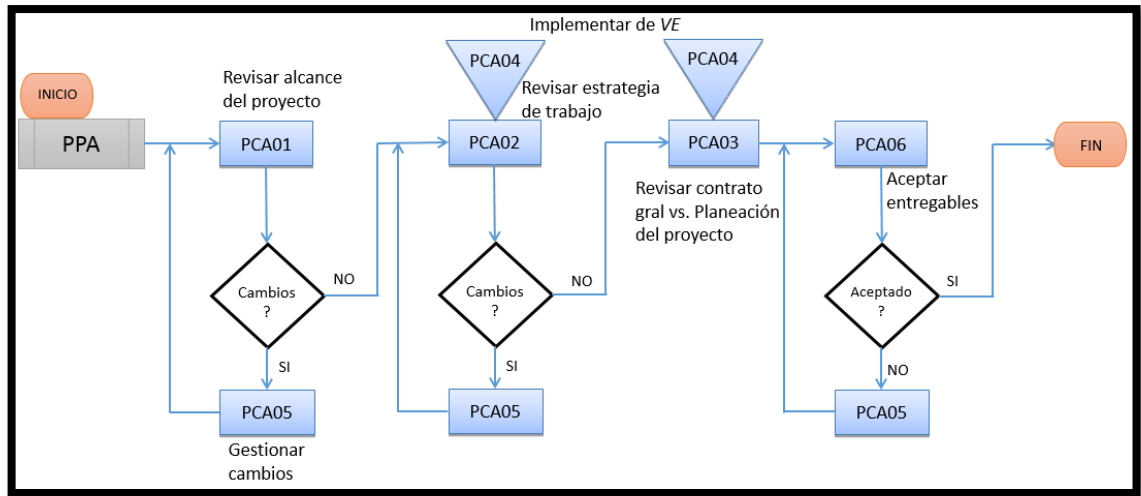 Implementar de VE
INICIO
PPA
Revisar alcance
del proyecto
PCA01
Cambios
?
NO
SI
PCA05
Gestionar
cambios
PCA04
Revisar estrategia
de trabajo
PCA02
Cambios
?
NO
SI
PCA05
PCA04
PCA03
Revisar contrato
gral vs. Planeación
del proyecto
PCA06
Aceptar
entregables
Aceptado
?
SI
NO
PCA05
FIN